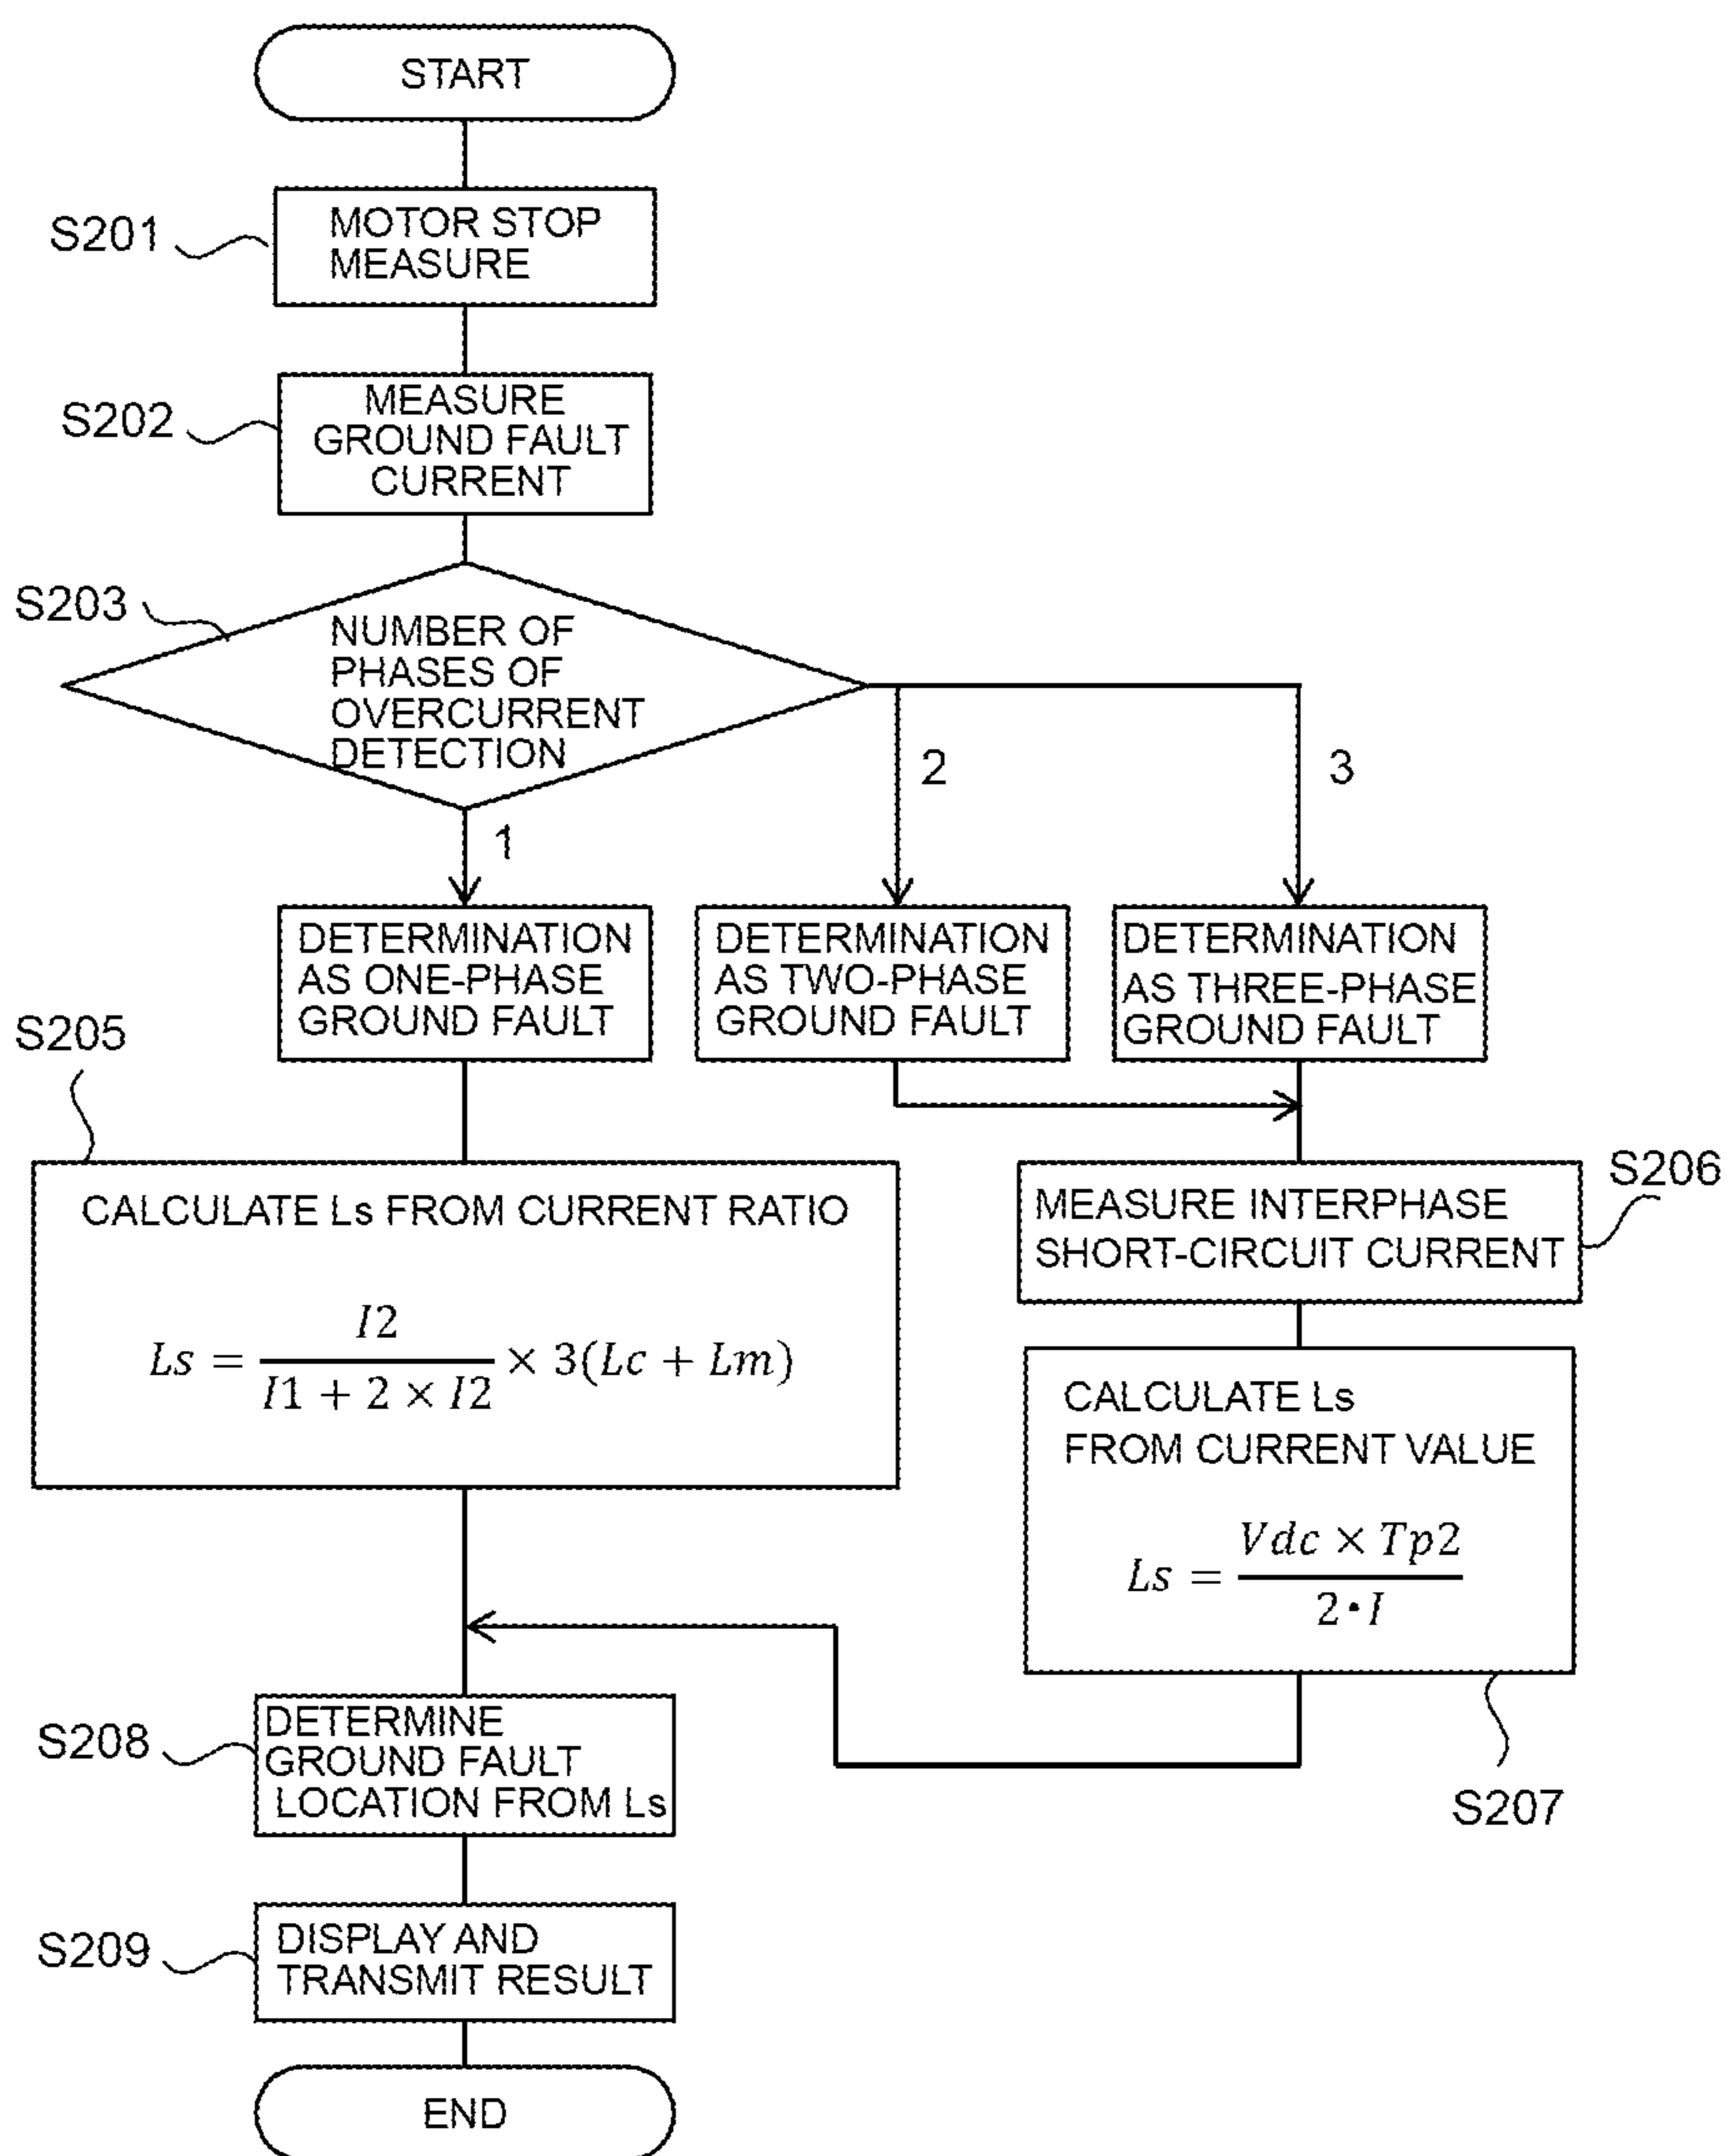 START
S201
MOTOR STOP
MEASURE
S202
MEASURE
GROUND FAULT
CURRENT
S203
NUMBER OF
PHASES OF
OVERCURRENT
DETECTION
1
2
3
DETERMINATION
AS ONE-PHASE
GROUND FAULT
DETERMINATION
AS TWO-PHASE
GROUND FAULT
DETERMINATION
AS THREE-PHASE
GROUND FAULT
S205
CALCULATE Ls FROM CURRENT RATIO
Ls = I2 / (I1 + 2 × I2) × 3(Lc + Lm)
S206
MEASURE INTERPHASE
SHORT-CIRCUIT CURRENT
CALCULATE Ls
FROM CURRENT VALUE
Ls = (Vdc × Tp2) / (2·I)
S207
S208
DETERMINE
GROUND FAULT
LOCATION FROM Ls
S209
DISPLAY AND
TRANSMIT RESULT
END